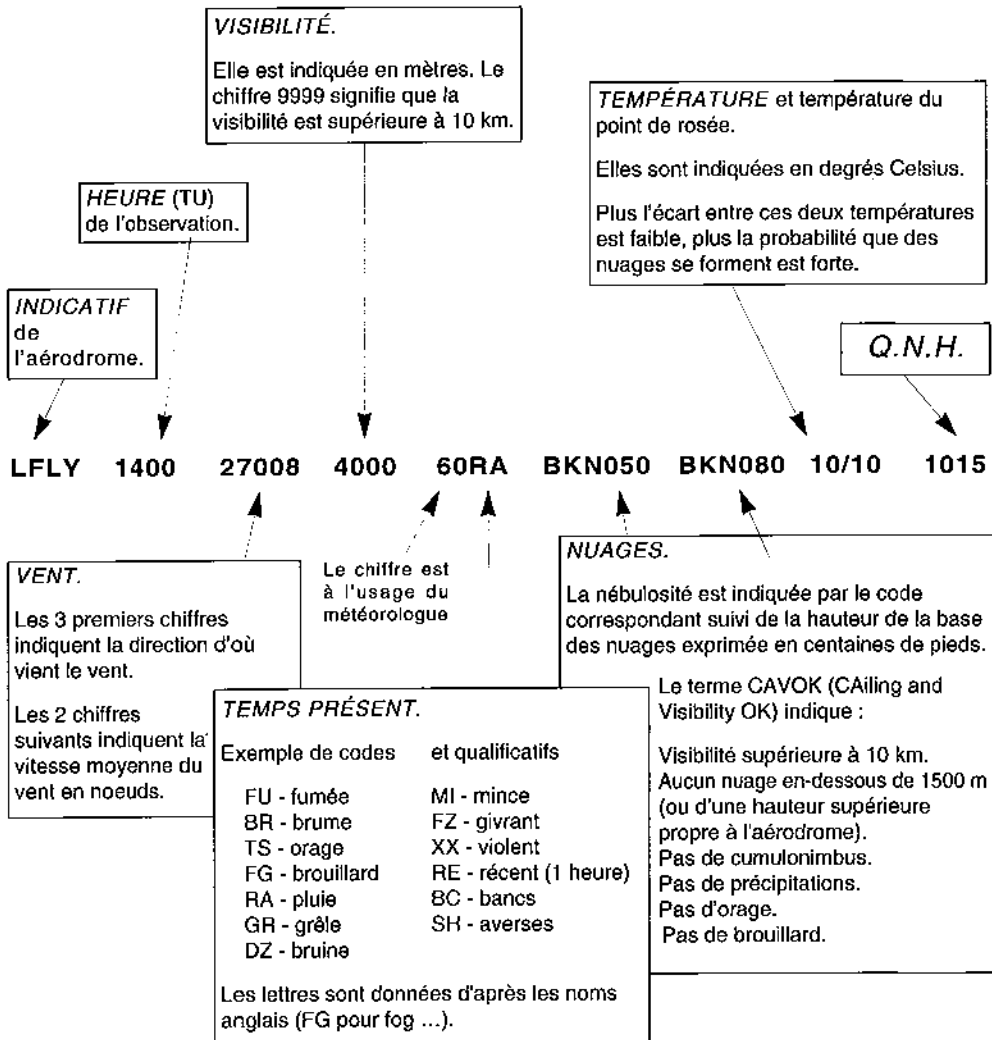 VISIBILITÉ.
Elle est indiquée en mètres. Le
chiffre 9999 signifie que la
visibilité est supérieure à 10 km.
TEMPÉRATURE et température du
point de rosée.
Elles sont indiquées en degrés Celsius.
Plus l'écart entre ces deux températures
est faible, plus la probabilité que des
nuages se forment est forte.
HEURE (TU)
de l'observation.
INDICATIF
de
l'aérodrome.
Q.N.H.
LFLY 1400 27008 4000 60RA BKN050 BKN080 10/10 1015
VENT.
Les 3 premiers chiffres
indiquent la direction d'où
vient le vent.
Les 2 chiffres
suivants indiquent la
vitesse moyenne du
vent en noeuds.
Le chiffre est
à l'usage du
météorologue
NUAGES.
La nébulosité est indiquée par le code
correspondant suivi de la hauteur de la base
des nuages exprimée en centaines de pieds.
Le terme CAVOK (CAiling and
Visibility OK) indique :
Visibilité supérieure à 10 km.
Aucun nuage en-dessous de 1500 m
(ou d'une hauteur supérieure
propre à l'aérodrome).
Pas de cumulonimbus.
Pas de précipitations.
Pas d'orage.
Pas de brouillard.
TEMPS PRÉSENT.
Exemple de codes et qualificatifs
FU - fumée MI - mince
BR - brume FZ - givrant
TS - orage XX - violent
FG - brouillard RE - récent (1 heure)
RA - pluie BC - bancs
GR - grêle SH - averses
DZ - bruine
Les lettres sont données d'après les noms
anglais (FG pour fog ...).